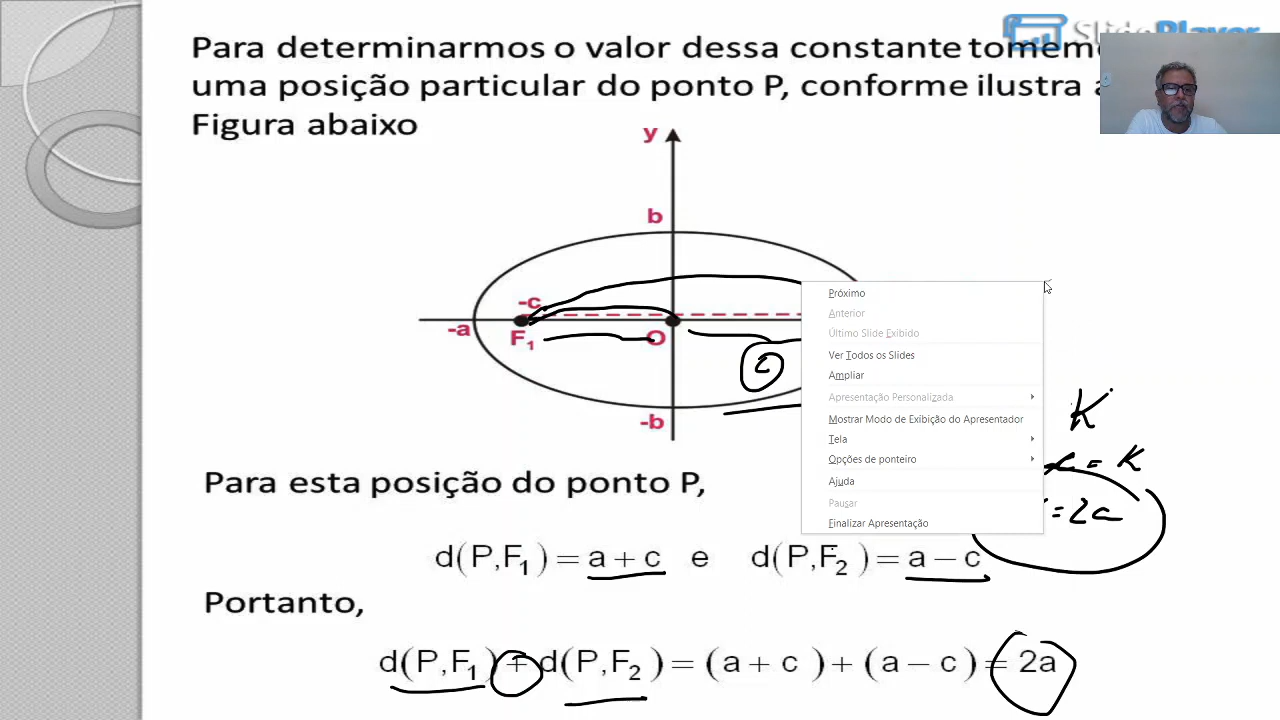 SlidePlayer
Para determinarmos o valor dessa constante
uma posição particular do ponto P, conforme ilustra a
Figura abaixo
y
b
-c
-a
F1
O
c
-b
Próximo
Anterior
Último Slide Exibido
Ver Todos os Slides
Ampliar
Apresentação Personalizada
Mostrar Modo de Exibição do Apresentador
Tela
Opções de ponteiro
Ajuda
Pausar
Finalizar Apresentação
K
= K
= 2a
Para esta posição do ponto P,
d(P,F1) = a + c e d(P,F2) = a − c
Portanto,
d(P,F1) + d(P,F2) = (a + c) + (a − c) = 2a